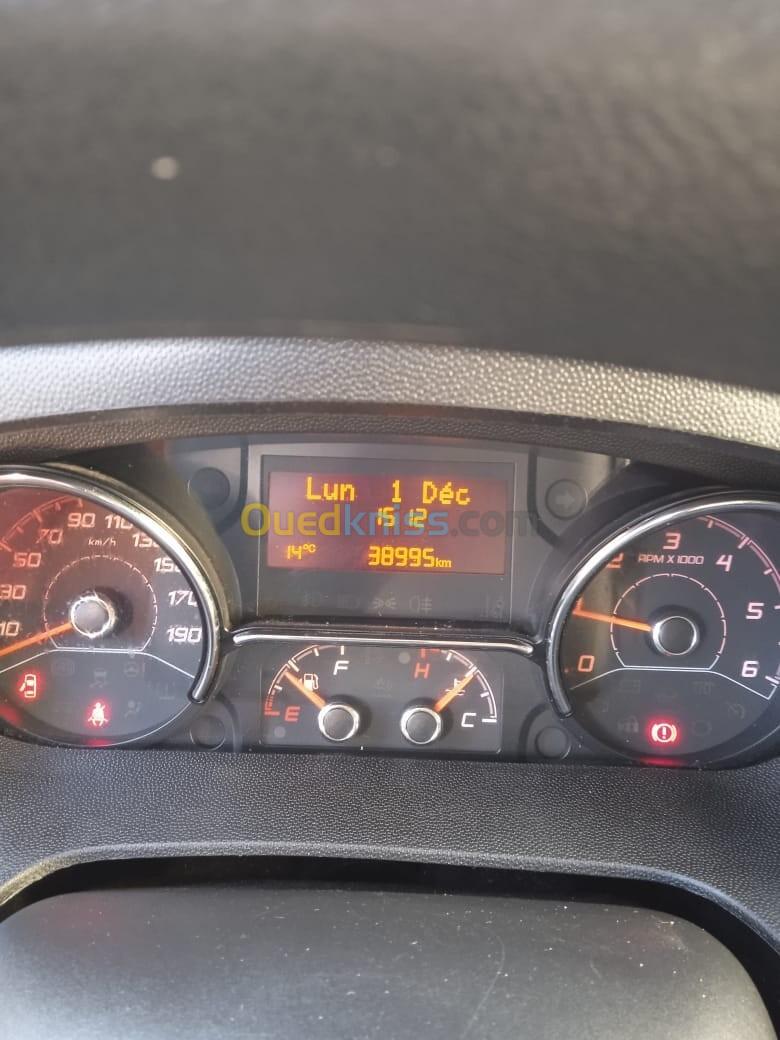 Lun 1 Déc
15 12
Ouedkniss.com
14°C 38995km
10 30 50 70 90 110 130 150 170 190
km/h
0 2 3 4 5 6
RPM X 1000
E F
H C